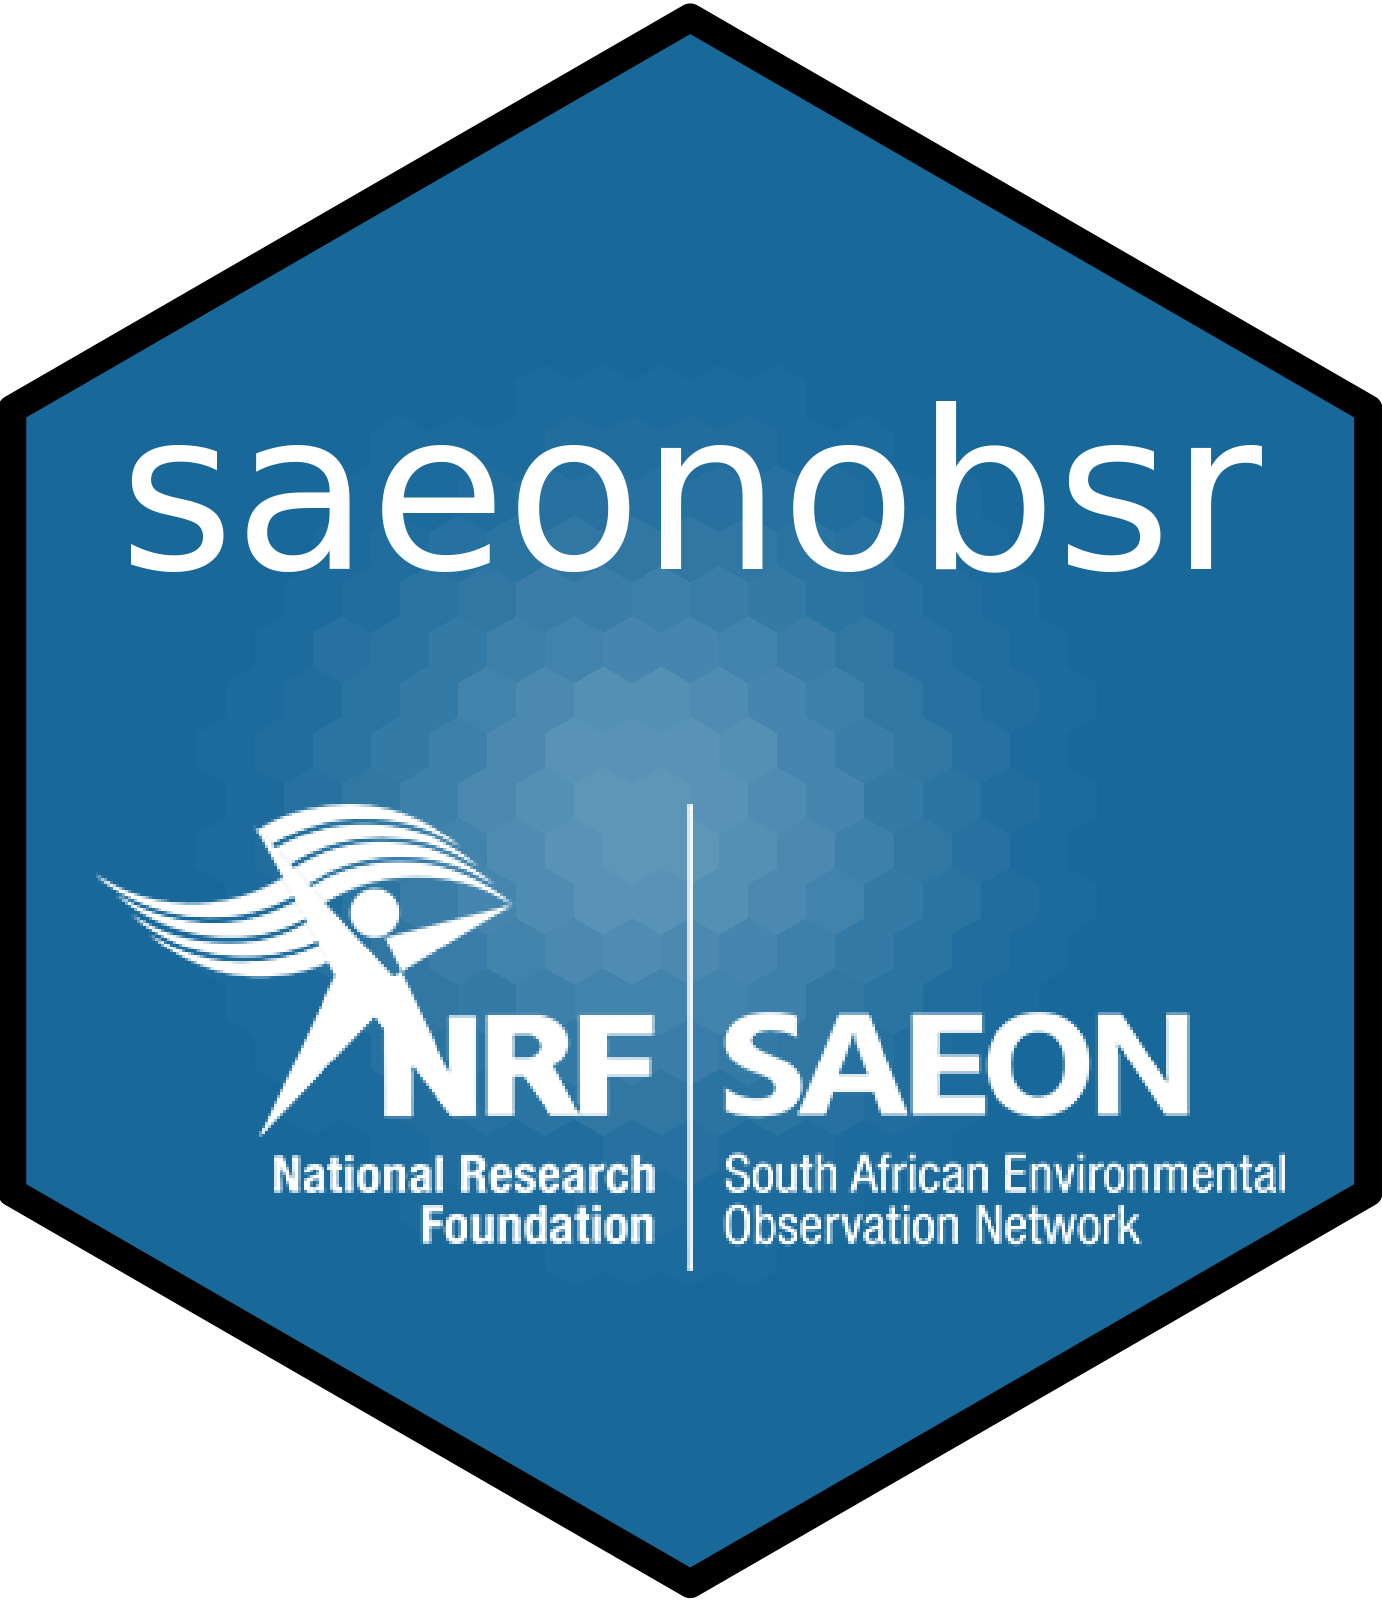 saeonobsr
NRF
National Research
Foundation
SAEON
South African Environmental
Observation Network